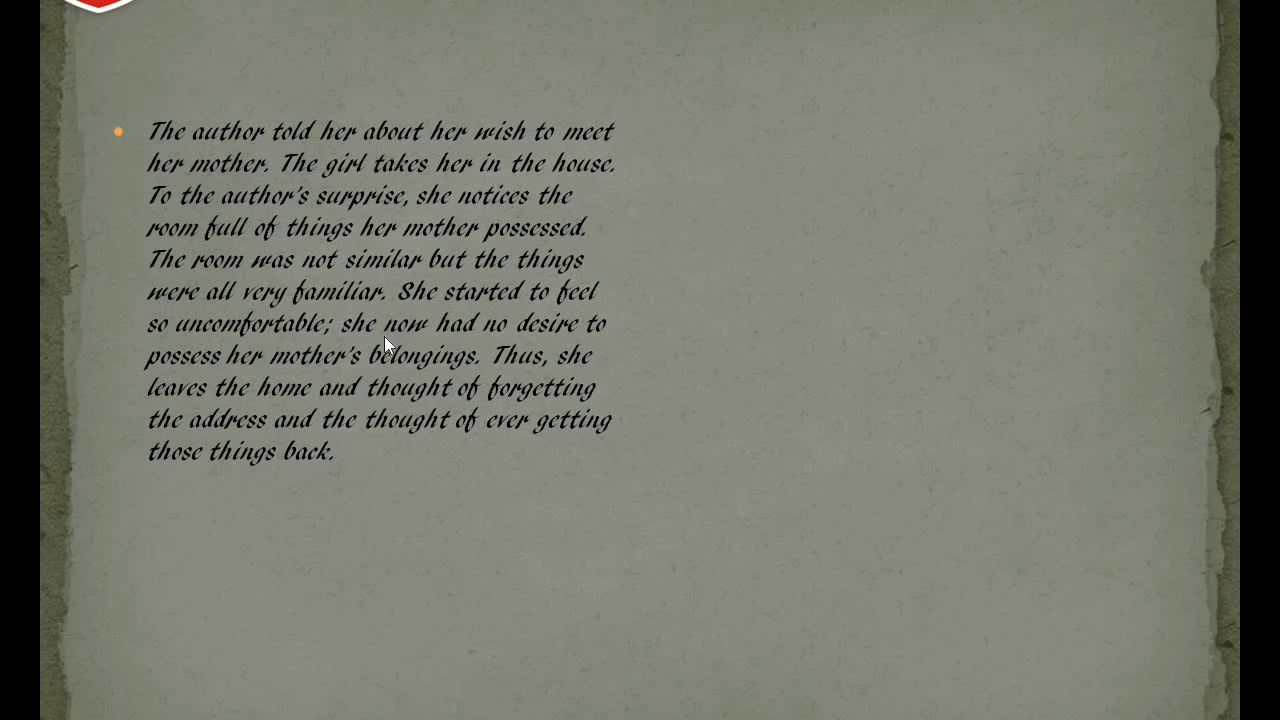 The author told her about her wish to meet
her mother. The girl takes her in the house.
To the author's surprise, she notices the
room full of things her mother possessed.
The room was not similar but the things
were all very familiar. She started to feel
so uncomfortable; she now had no desire to
possess her mother's belongings. Thus, she
leaves the home and thought of forgetting
the address and the thought of ever getting
those things back.